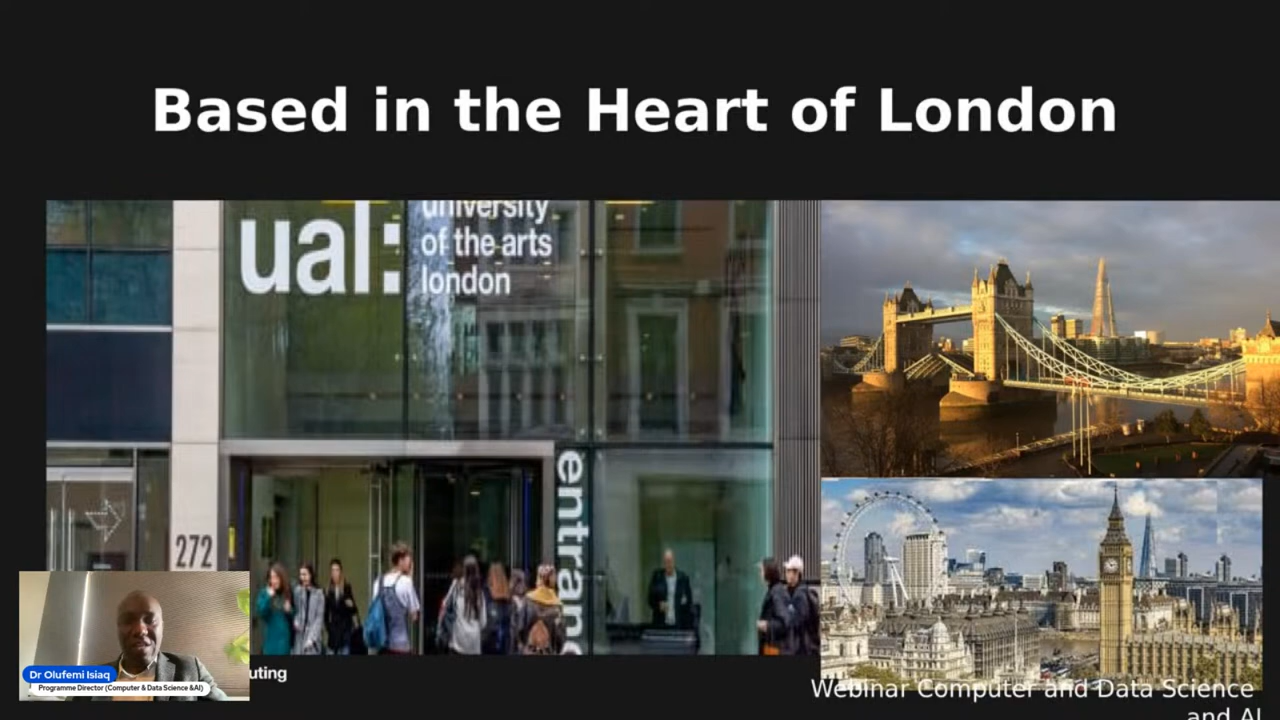 Based in the Heart of London
ual:
university
of the arts
london
entranc
272
Dr Olufemi Isiaq
Programme Director (Computer & Data Science &AI)
uting
Webinar Computer and Data Science
and AI